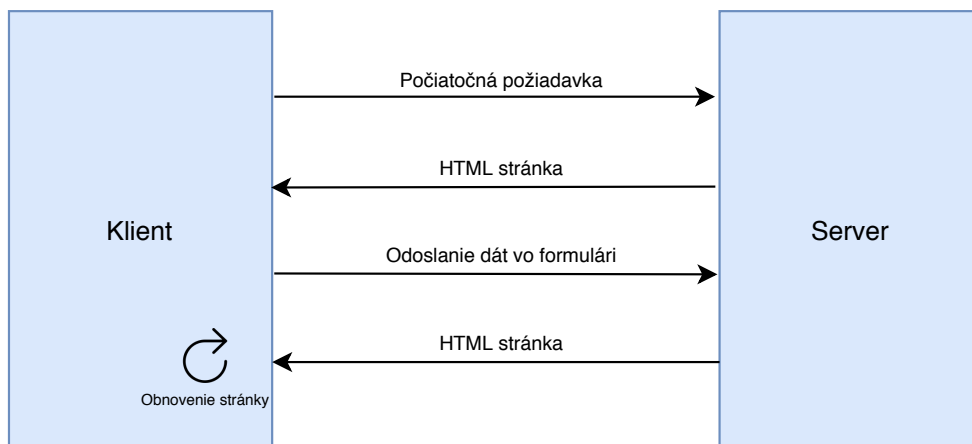 Počiatočná požiadavka
HTML stránka
Klient
Server
Odoslanie dát vo formulári
HTML stránka
Obnovenie stránky